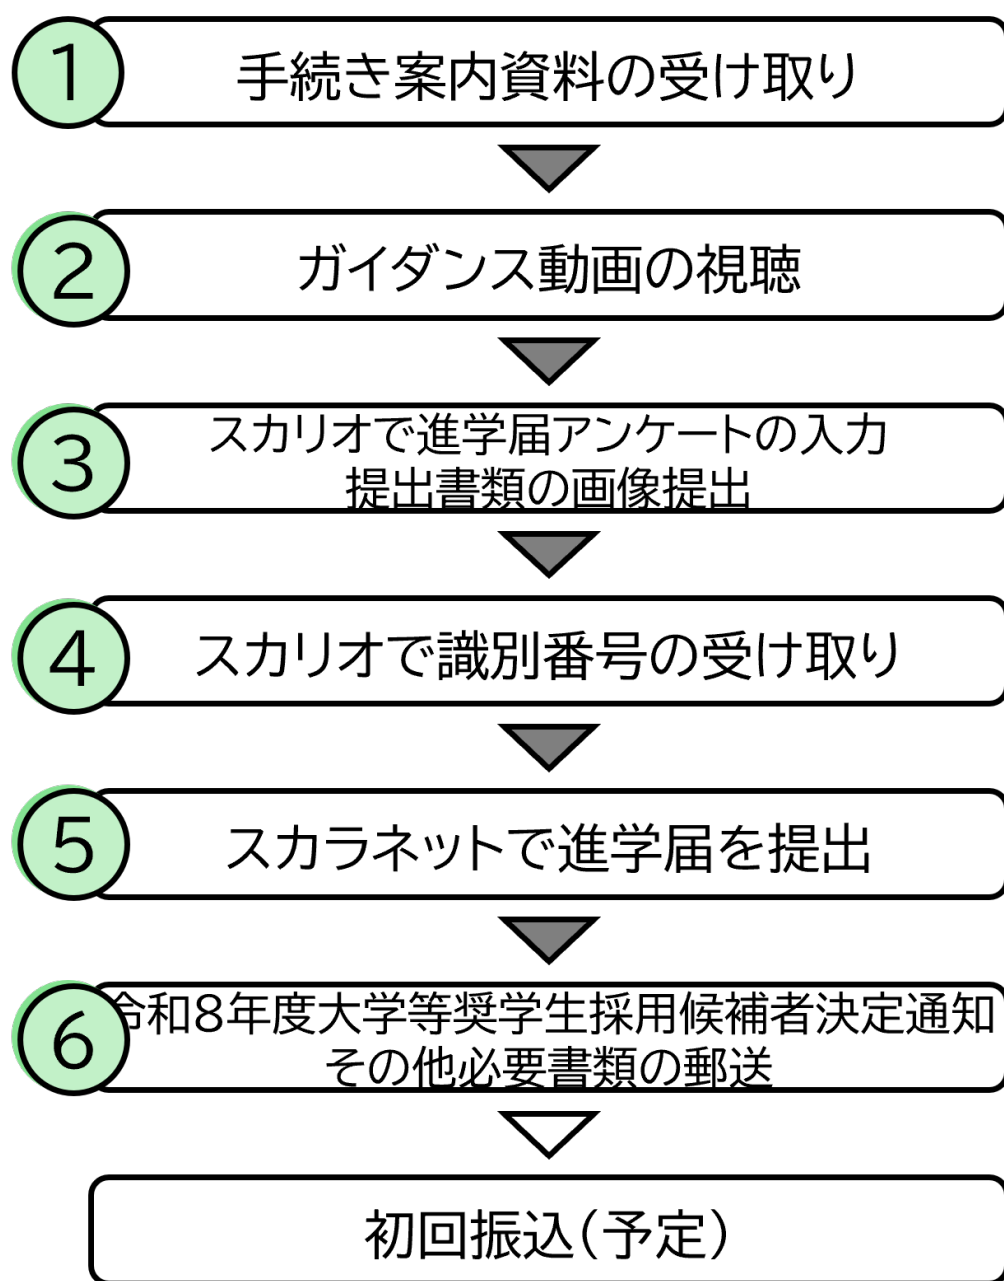 1
手続き案内資料の受け取り
2
ガイダンス動画の視聴
3
スカリオで進学届アンケートの入力
提出書類の画像提出
4
スカリオで識別番号の受け取り
5
スカラネットで進学届を提出
6
令和8年度大学等奨学生採用候補者決定通知
その他必要書類の郵送
初回振込(予定)